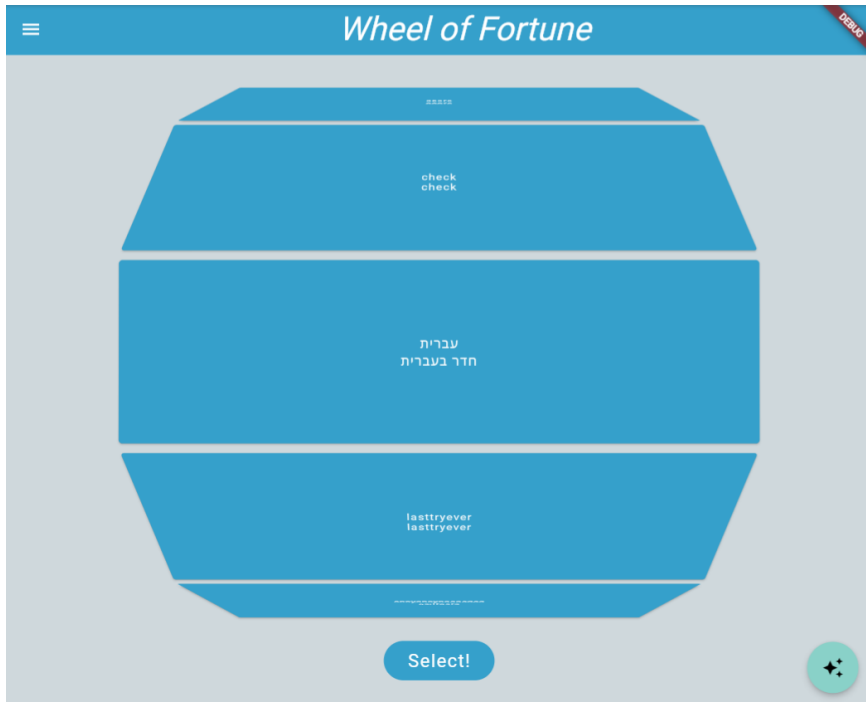 Wheel of Fortune
DEBUG
check
check
עברית
חדר בעברית
lasttryever
lasttryever
Select!